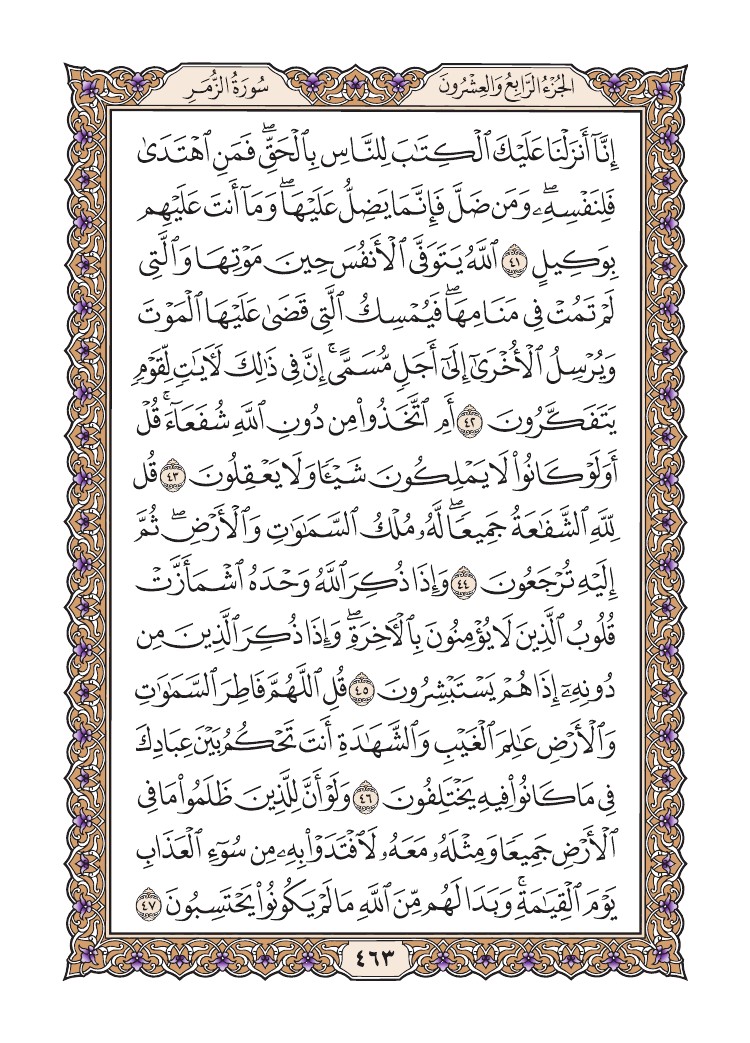 الجُزْءُ الرَّابِعُ وَالعِشْرُونَ
سُورَةُ الزُّمَرِ
إِنَّآ أَنزَلْنَا عَلَيْكَ ٱلْكِتَٰبَ لِلنَّاسِ بِٱلْحَقِّۖ فَمَنِ ٱهْتَدَىٰ
فَلِنَفْسِهِۦۖ وَمَن ضَلَّ فَإِنَّمَا يَضِلُّ عَلَيْهَاۖ وَمَآ أَنتَ عَلَيْهِم
بِوَكِيلٍ ٤١ ٱللَّهُ يَتَوَفَّى ٱلْأَنفُسَ حِينَ مَوْتِهَا وَٱلَّتِى
لَمْ تَمُتْ فِى مَنَامِهَاۖ فَيُمْسِكُ ٱلَّتِى قَضَىٰ عَلَيْهَا ٱلْمَوْتَ
وَيُرْسِلُ ٱلْأُخْرَىٰٓ إِلَىٰٓ أَجَلٍ مُّسَمًّىۚ إِنَّ فِى ذَٰلِكَ لَءَايَٰتٍ لِّقَوْمٍ
يَتَفَكَّرُونَ ٤٢ أَمِ ٱتَّخَذُوا۟ مِن دُونِ ٱللَّهِ شُفَعَآءَۚ قُلْ
أَوَلَوْ كَانُوا۟ لَا يَمْلِكُونَ شَيْـًٔا وَلَا يَعْقِلُونَ ٤٣ قُل
لِّلَّهِ ٱلشَّفَٰعَةُ جَمِيعًاۖ لَّهُۥ مُلْكُ ٱلسَّمَٰوَٰتِ وَٱلْأَرْضِۖ ثُمَّ
إِلَيْهِ تُرْجَعُونَ ٤٤ وَإِذَا ذُكِرَ ٱللَّهُ وَحْدَهُ ٱشْمَأَزَّتْ
قُلُوبُ ٱلَّذِينَ لَا يُؤْمِنُونَ بِٱلْءَاخِرَةِۖ وَإِذَا ذُكِرَ ٱلَّذِينَ مِن
دُونِهِۦٓ إِذَا هُمْ يَسْتَبْشِرُونَ ٤٥ قُلِ ٱللَّهُمَّ فَاطِرَ ٱلسَّمَٰوَٰتِ
وَٱلْأَرْضِ عَٰلِمَ ٱلْغَيْبِ وَٱلشَّهَٰدَةِ أَنتَ تَحْكُمُ بَيْنَ عِبَادِكَ
فِى مَا كَانُوا۟ فِيهِ يَخْتَلِفُونَ ٤٦ وَلَوْ أَنَّ لِلَّذِينَ ظَلَمُوا۟ مَا فِى
ٱلْأَرْضِ جَمِيعًا وَمِثْلَهُۥ مَعَهُۥ لَٱفْتَدَوْا۟ بِهِۦ مِن سُوٓءِ ٱلْعَذَابِ
يَوْمَ ٱلْقِيَٰمَةِۚ وَبَدَا لَهُم مِّنَ ٱللَّهِ مَا لَمْ يَكُونُوا۟ يَحْتَسِبُونَ ٤٧
٤٦٣